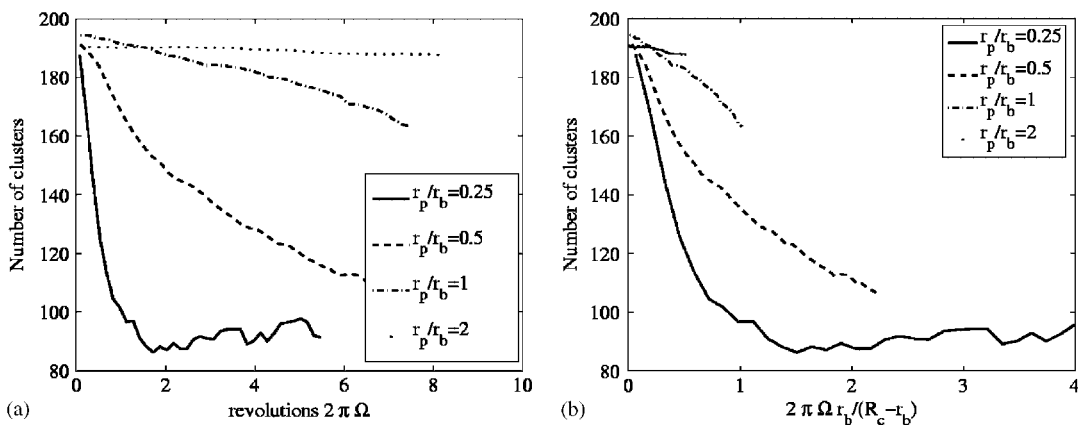 200
180
160
140
120
100
80
Number of clusters
r_p/r_b=0.25
r_p/r_b=0.5
r_p/r_b=1
r_p/r_b=2
0 2 4 6 8 10
(a) revolutions 2 π Ω
200
180
160
140
120
100
80
Number of clusters
r_p/r_b=0.25
r_p/r_b=0.5
r_p/r_b=1
r_p/r_b=2
0 1 2 3 4
(b) 2 π Ω r_b/(R_c−r_b)